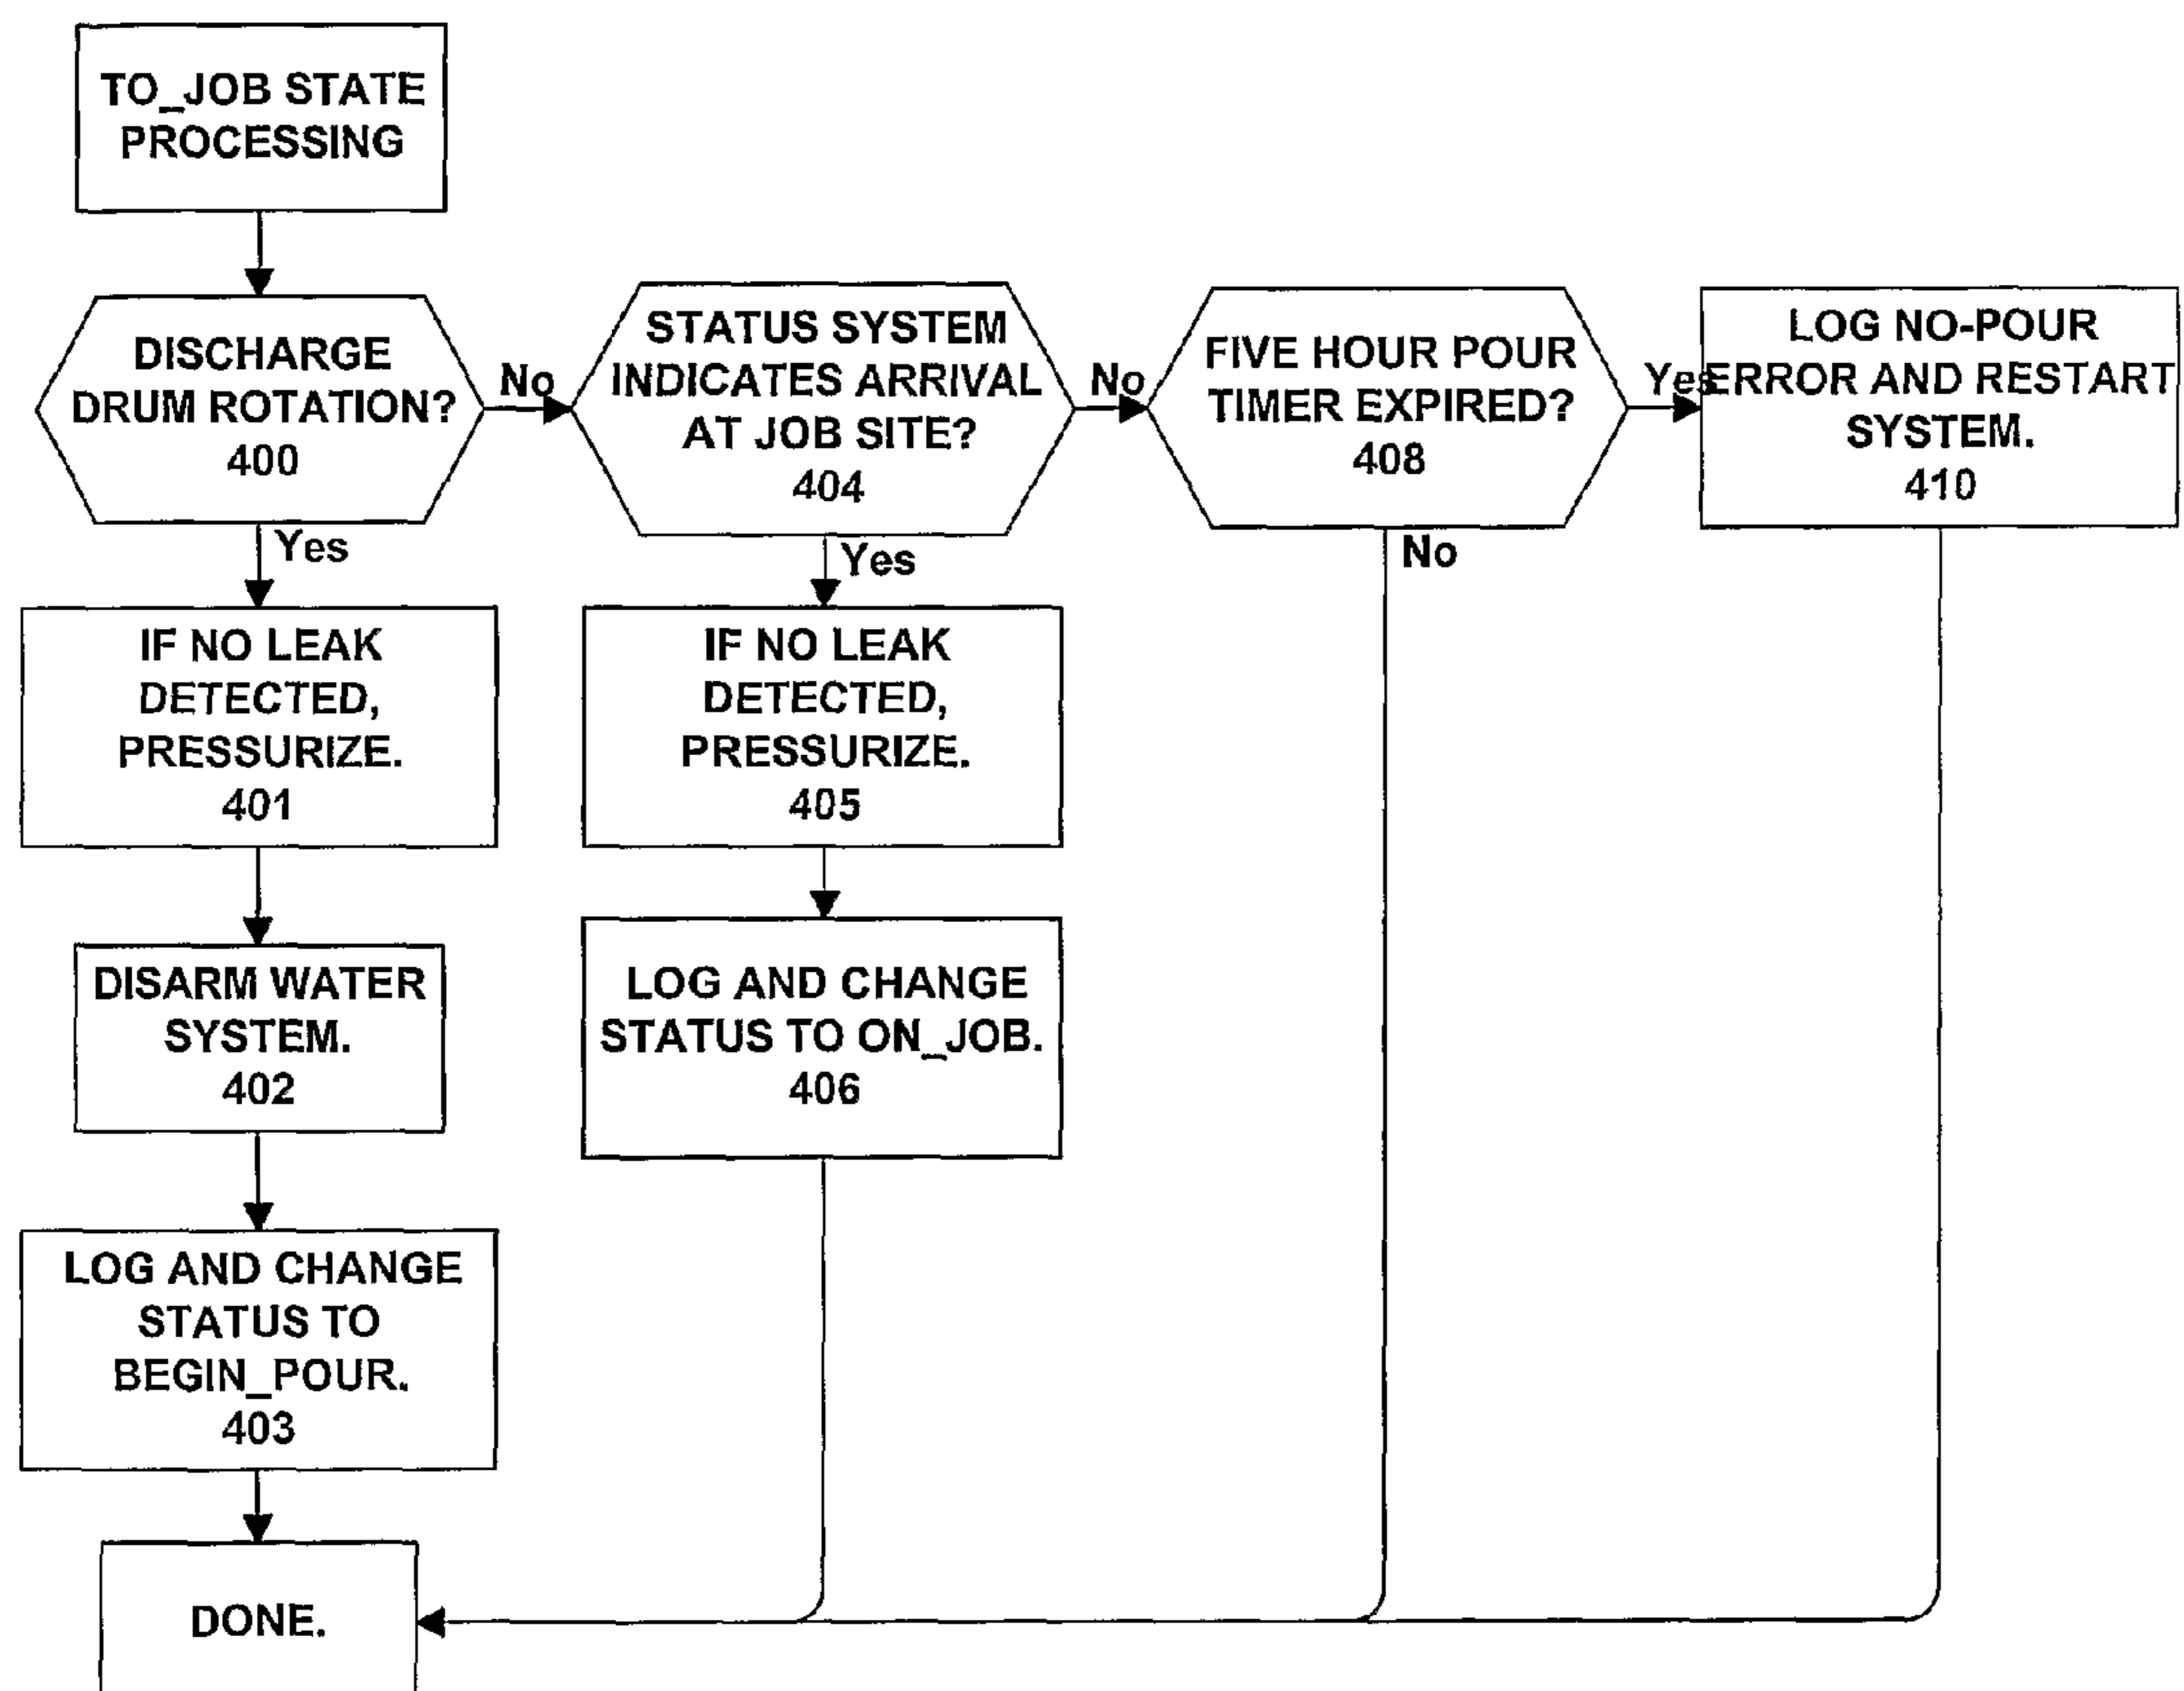 TO_JOB STATE
PROCESSING
DISCHARGE
DRUM ROTATION?
400
No
STATUS SYSTEM
INDICATES ARRIVAL
AT JOB SITE?
404
No
FIVE HOUR POUR
TIMER EXPIRED?
408
Yes
LOG NO-POUR
ERROR AND RESTART
SYSTEM.
410
Yes
Yes
No
IF NO LEAK
DETECTED,
PRESSURIZE.
401
IF NO LEAK
DETECTED,
PRESSURIZE.
405
DISARM WATER
SYSTEM.
402
LOG AND CHANGE
STATUS TO ON_JOB.
406
LOG AND CHANGE
STATUS TO
BEGIN_POUR.
403
DONE.